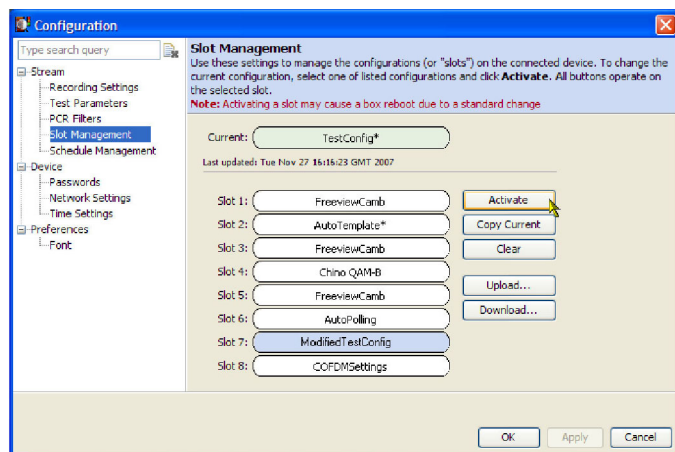 Configuration
Type search query
Stream
Recording Settings
Test Parameters
PCR Filters
Slot Management
Schedule Management
Device
Passwords
Network Settings
Time Settings
Preferences
Font
Slot Management
Use these settings to manage the configurations (or "slots") on the connected device. To change the
current configuration, select one of listed configurations and click Activate. All buttons operate on
the selected slot.
Note: Activating a slot may cause a box reboot due to a standard change
Current: TestConfig*
Last updated: Tue Nov 27 16:16:23 GMT 2007
Slot 1: FreeviewCamb
Slot 2: AutoTemplate*
Slot 3: FreeviewCamb
Slot 4: Chino QAM-B
Slot 5: FreeviewCamb
Slot 6: AutoPolling
Slot 7: ModifiedTestConfig
Slot 8: COFDMSettings
Activate
Copy Current
Clear
Upload...
Download...
OK Apply Cancel